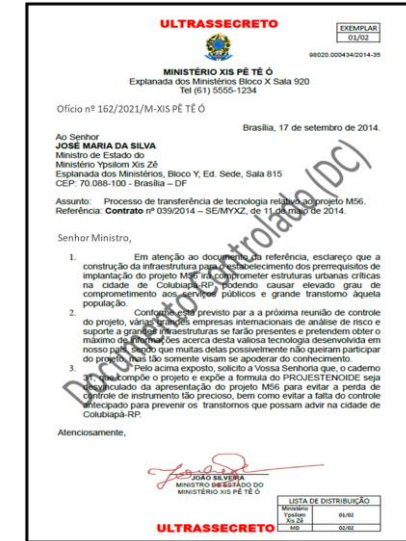 ULTRASSECRETO
EXEMPLAR
01/02
98020.000434/2014-35
MINISTÉRIO XIS PÊ TÊ Ó
Esplanada dos Ministérios Bloco X Sala 920
Tel (61) 5555-1234
Ofício nº 162/2021/M-XIS PÊ TÊ Ó
Brasília, 17 de setembro de 2014.
Ao Senhor
JOSÉ MARIA DA SILVA
Ministro de Estado do
Ministério Ypsilom Xis Zê
Esplanada dos Ministérios, Bloco Y, Ed. Sede, Sala 815
CEP: 70.088-100 - Brasília – DF
Assunto: Processo de transferência de tecnologia relativo ao projeto M56.
Referência: Contrato nº 039/2014 – SE/MYXZ, de 11 de maio de 2014.
Senhor Ministro,
1. Em atenção ao documento da referência, esclareço que a
construção da infraestrutura para o estabelecimento dos prerrequisitos de
implantação do projeto M56 irá comprometer estruturas urbanas críticas
na cidade de Colubiapá-RP, podendo causar elevado grau de
comprometimento aos serviços públicos e grande transtorno àquela
população.
2. Conforme está previsto par a a próxima reunião de controle
do projeto, várias grandes empresas internacionais de análise de risco e
suporte a grandes infraestruturas se farão presentes e pretendem obter o
máximo de informações acerca desta valiosa tecnologia desenvolvida em
nosso país, sendo que muitas delas possivelmente não queiram participar
do projeto, mas tão somente visam se apoderar do conhecimento.
3. Pelo acima exposto, solicito a Vossa Senhoria que, o caderno
31, que compõe o projeto e expõe a formula do PROJESTENOIDE seja
desvinculado da apresentação do projeto M56 para evitar a perda de
controle de instrumento tão precioso, bem como evitar a falta do controle
antecipado para prevenir os transtornos que possam advir na cidade de
Colubiapá-RP.
Documento Controlado (DC)
Atenciosamente,
JOÃO SILVEIRA
MINISTRO DE ESTADO DO
MINISTÉRIO XIS PÊ TÊ Ó
LISTA DE DISTRIBUIÇÃO
Ministério
Ypsilom
Xis Zê
01/02
MD 02/02
ULTRASSECRETO